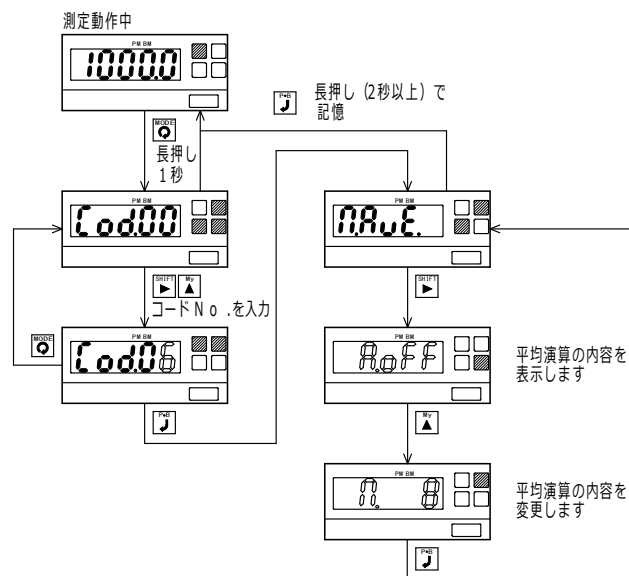 測定動作中
PM BM
1000.0
MODE
長押し
1秒
P•B
長押し (2秒以上) で
記憶
PM BM
Cod.00
SHIFT
My
コードNo.を入力
MODE
PM BM
Cod.06
P•B
PM BM
M.AvE.
SHIFT
PM BM
A.oFF
平均演算の内容を
表示します
My
PM BM
M. 8
平均演算の内容を
変更します
P•B